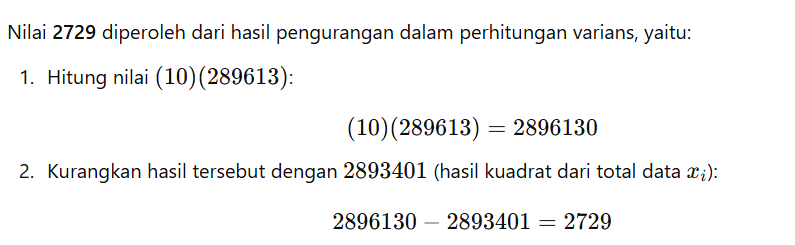 Nilai 2729 diperoleh dari hasil pengurangan dalam perhitungan varians, yaitu:
1. Hitung nilai (10)(289613):
(10)(289613) = 2896130
2. Kurangkan hasil tersebut dengan 2893401 (hasil kuadrat dari total data xᵢ):
2896130 − 2893401 = 2729